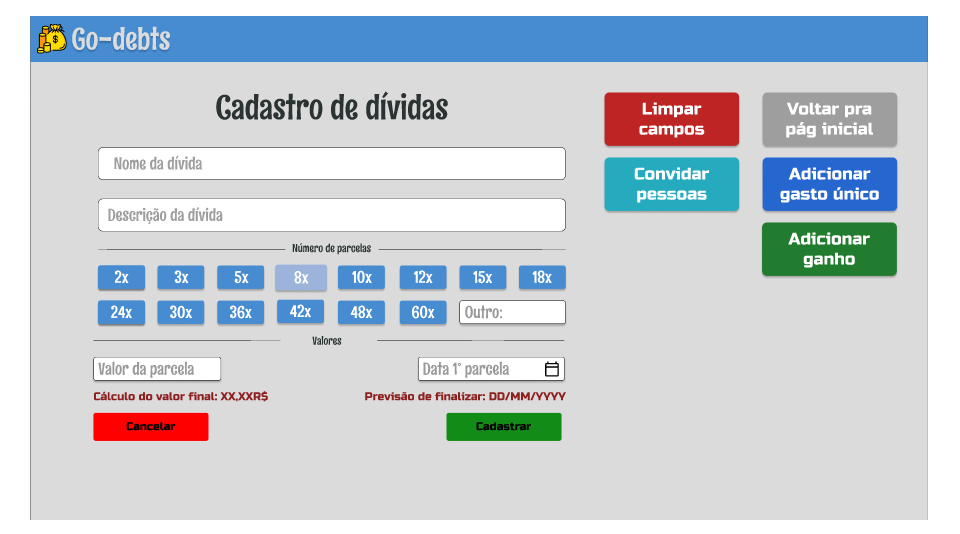 Go-debts
Cadastro de dívidas
Nome da dívida
Descrição da dívida
Número de parcelas
2x 3x 5x 8x 10x 12x 15x 18x
24x 30x 36x 42x 48x 60x Outro:
Valores
Valor da parcela Data 1° parcela
Cálculo do valor final: XX,XXR$ Previsão de finalizar: DD/MM/YYYY
Cancelar Cadastrar
Limpar
campos
Voltar pra
pág inicial
Convidar
pessoas
Adicionar
gasto único
Adicionar
ganho